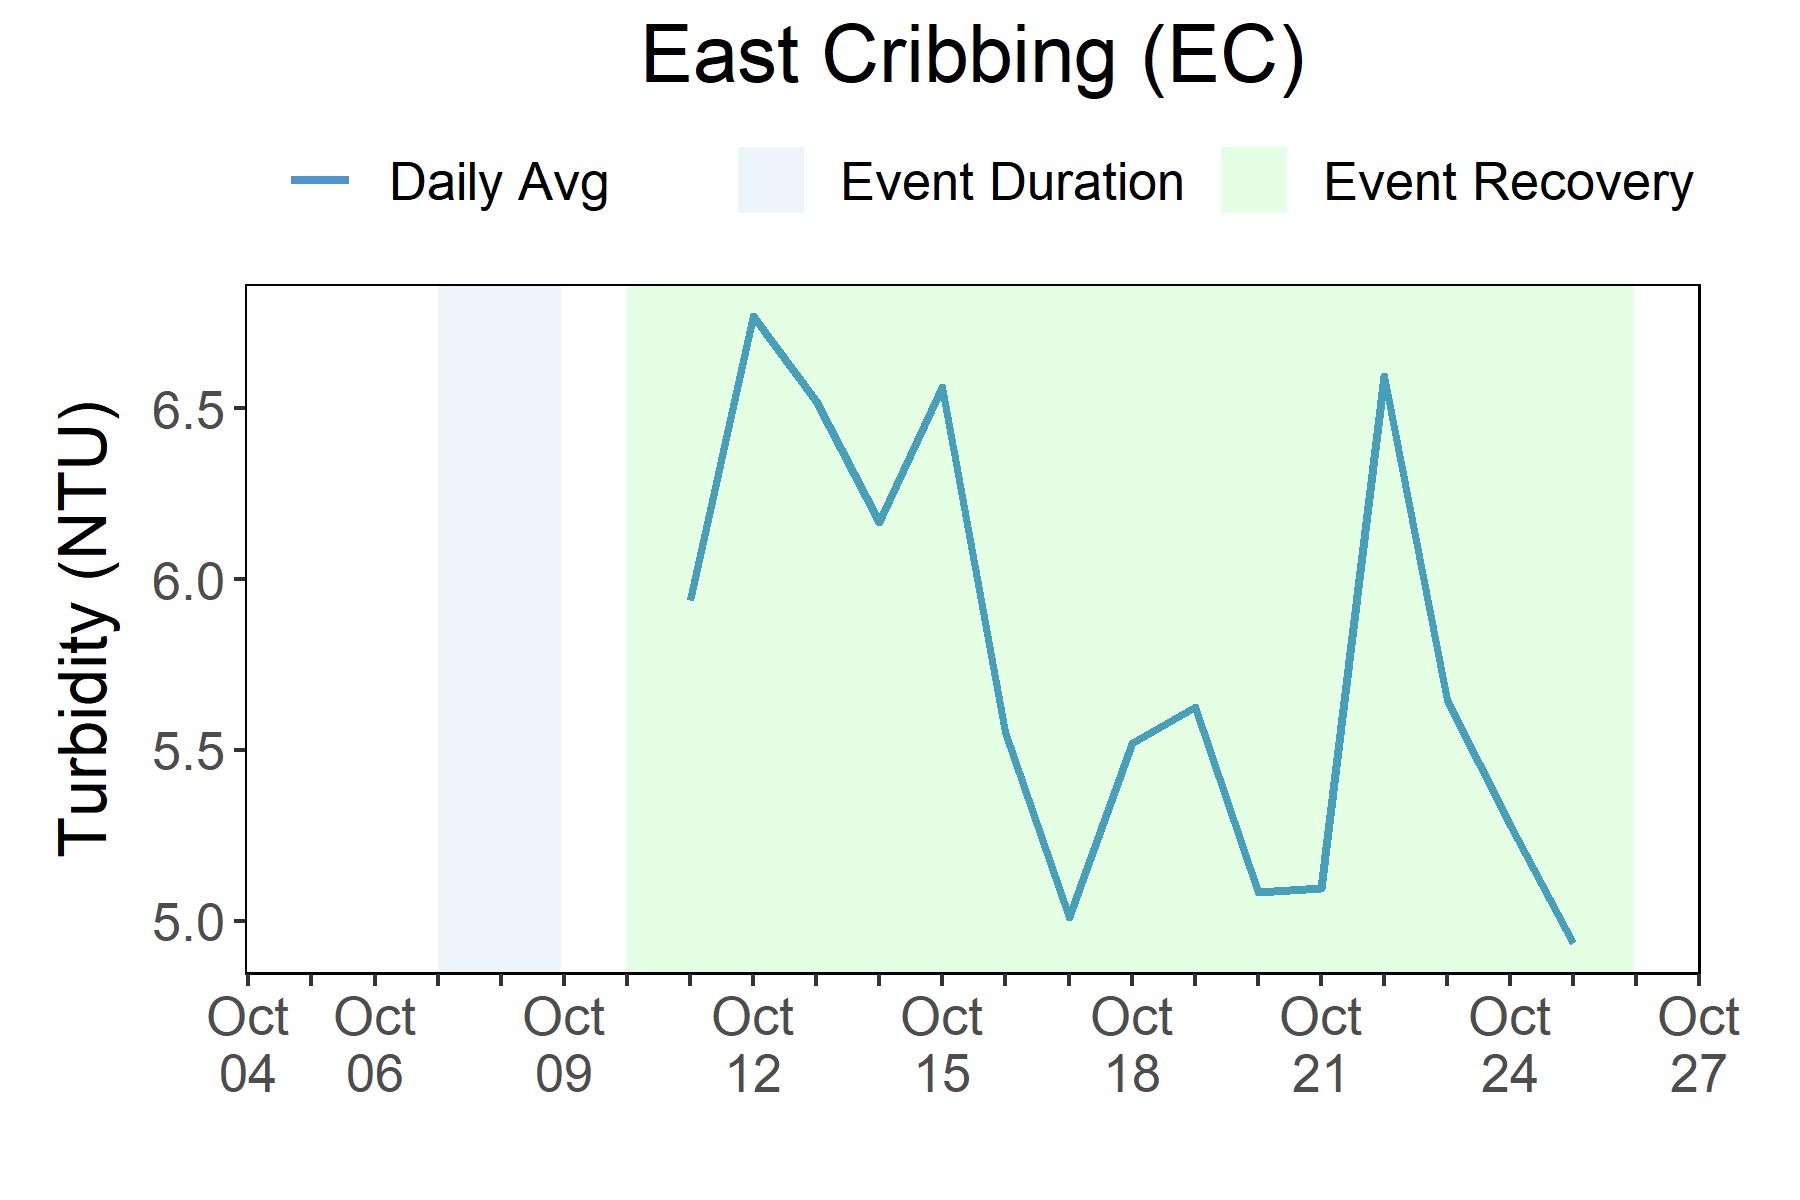 East Cribbing (EC)
Daily Avg Event Duration Event Recovery
Turbidity (NTU)
6.5
6.0
5.5
5.0
Oct Oct Oct Oct Oct Oct Oct Oct Oct
04 06 09 12 15 18 21 24 27